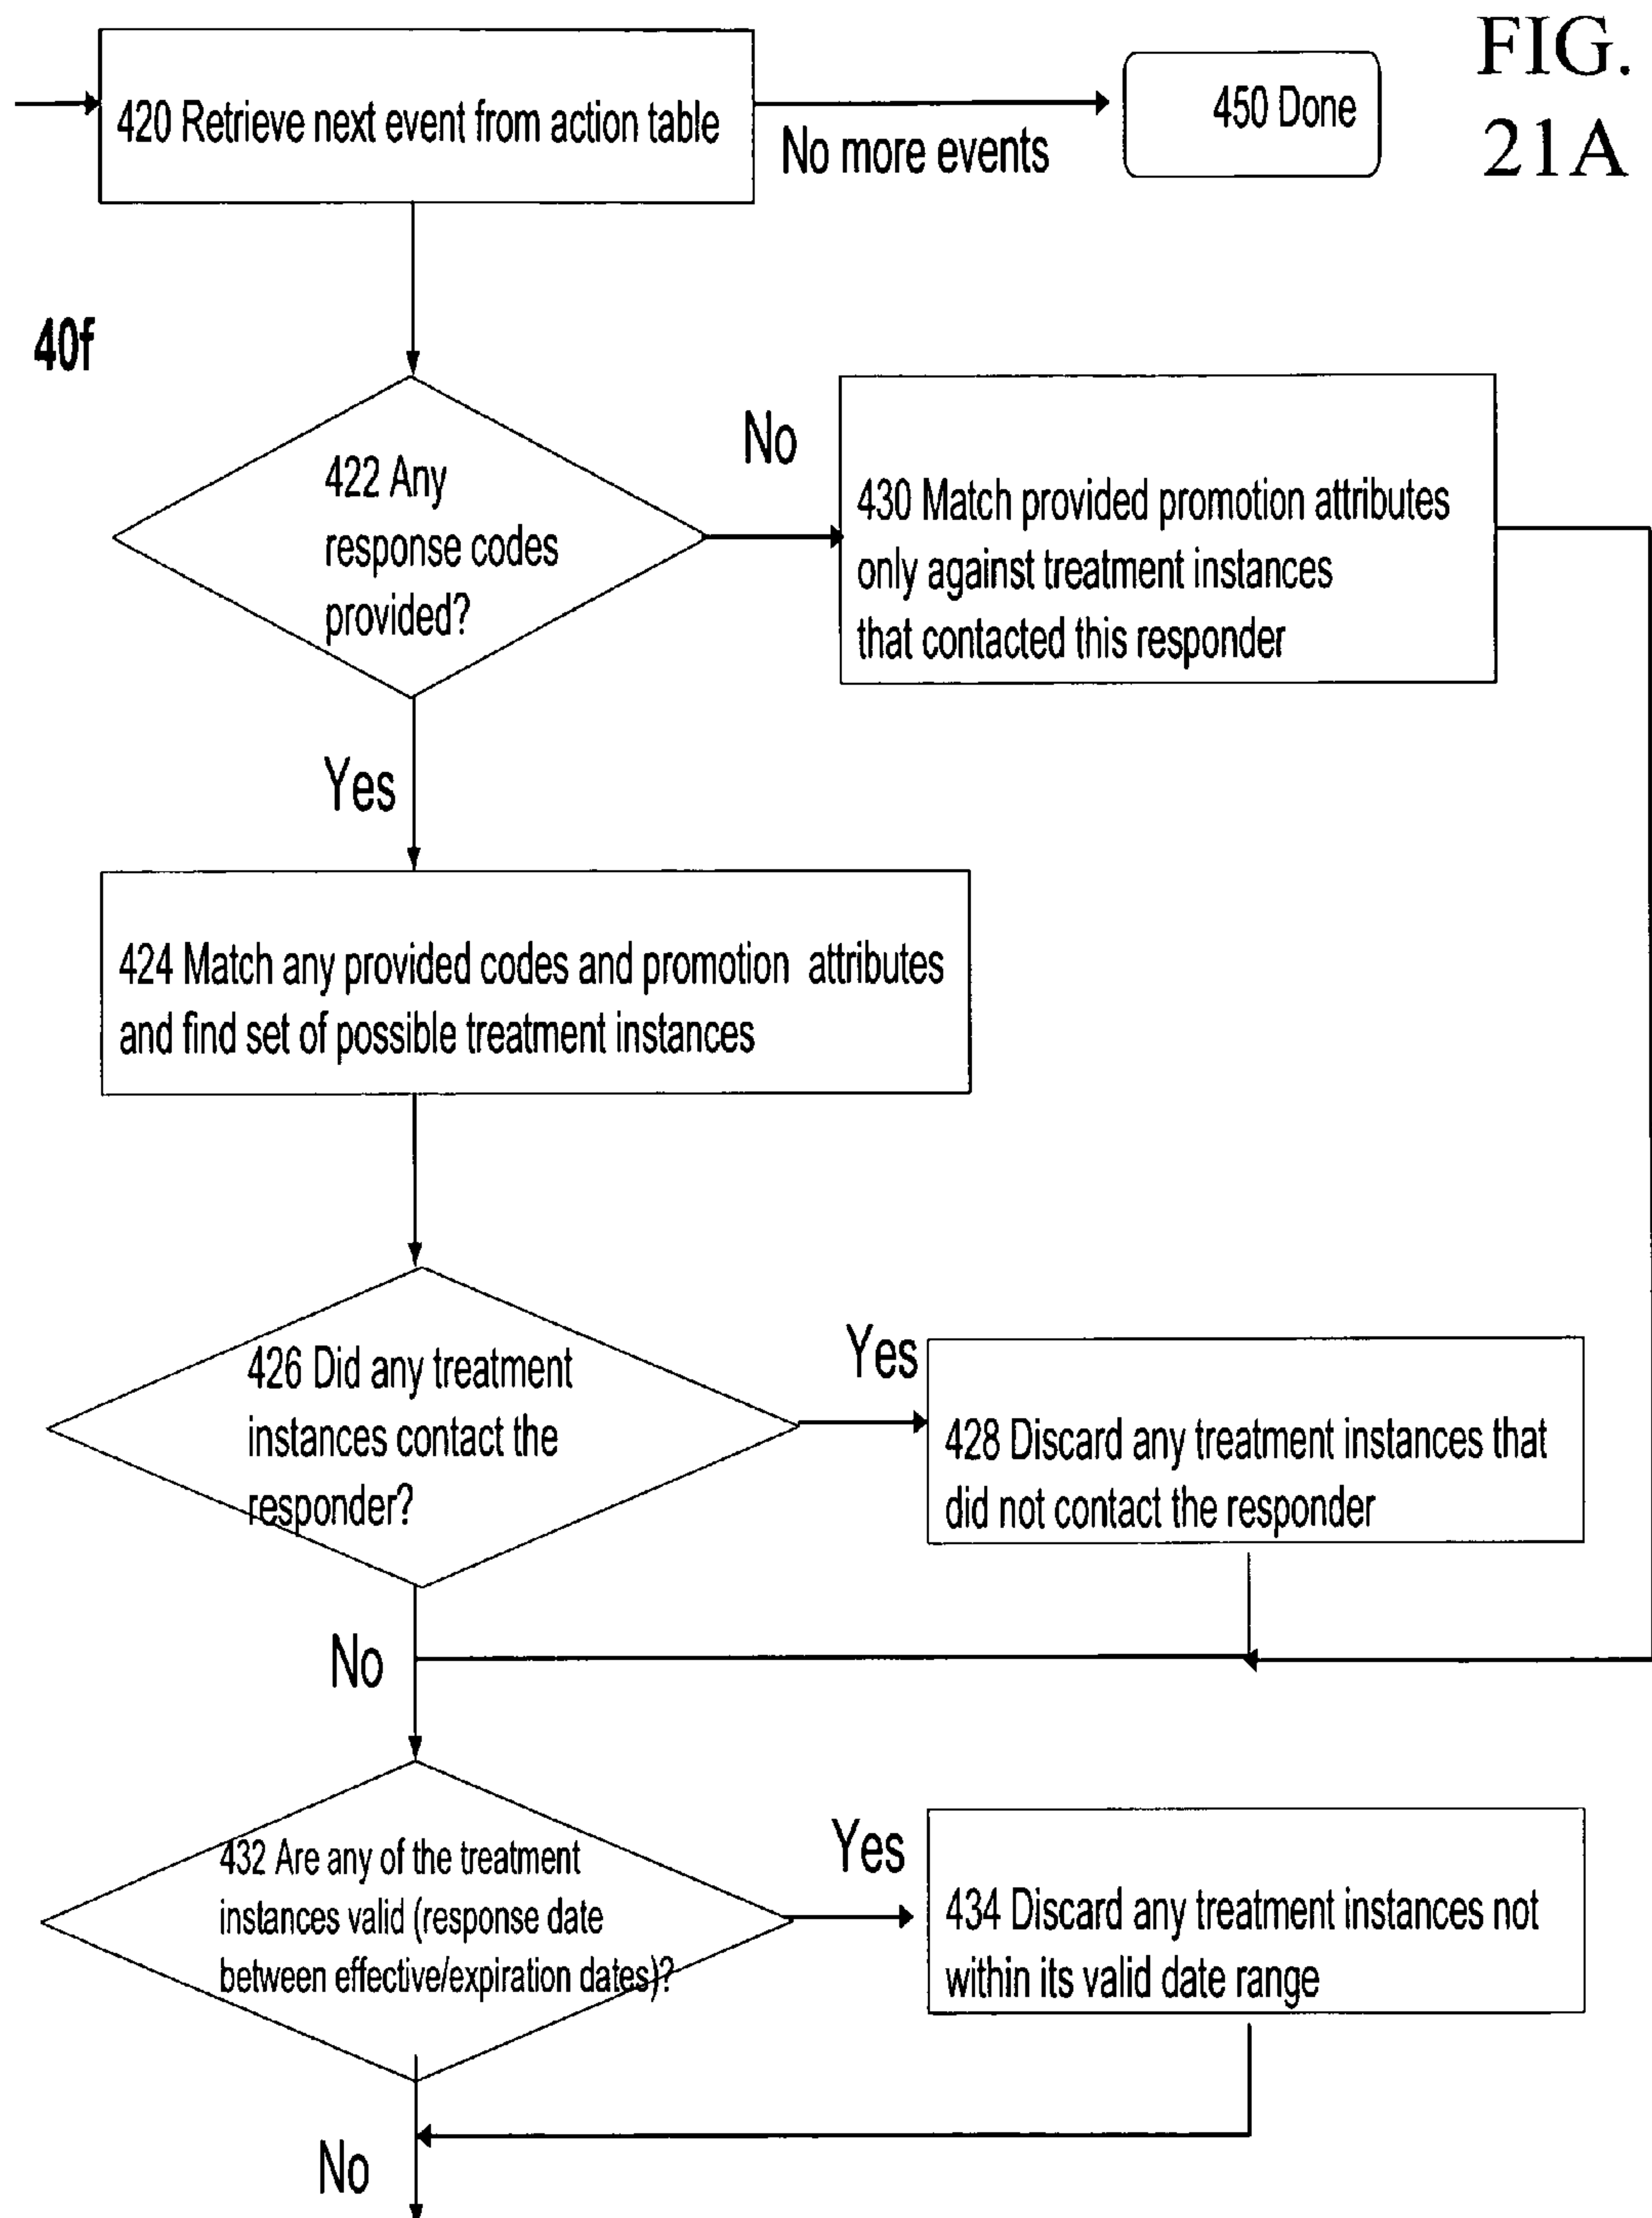 FIG.
21A
420 Retrieve next event from action table
No more events
450 Done
40f
422 Any
response codes
provided?
No
430 Match provided promotion attributes
only against treatment instances
that contacted this responder
Yes
424 Match any provided codes and promotion attributes
and find set of possible treatment instances
426 Did any treatment
instances contact the
responder?
Yes
428 Discard any treatment instances that
did not contact the responder
No
432 Are any of the treatment
instances valid (response date
between effective/expiration dates)?
Yes
434 Discard any treatment instances not
within its valid date range
No